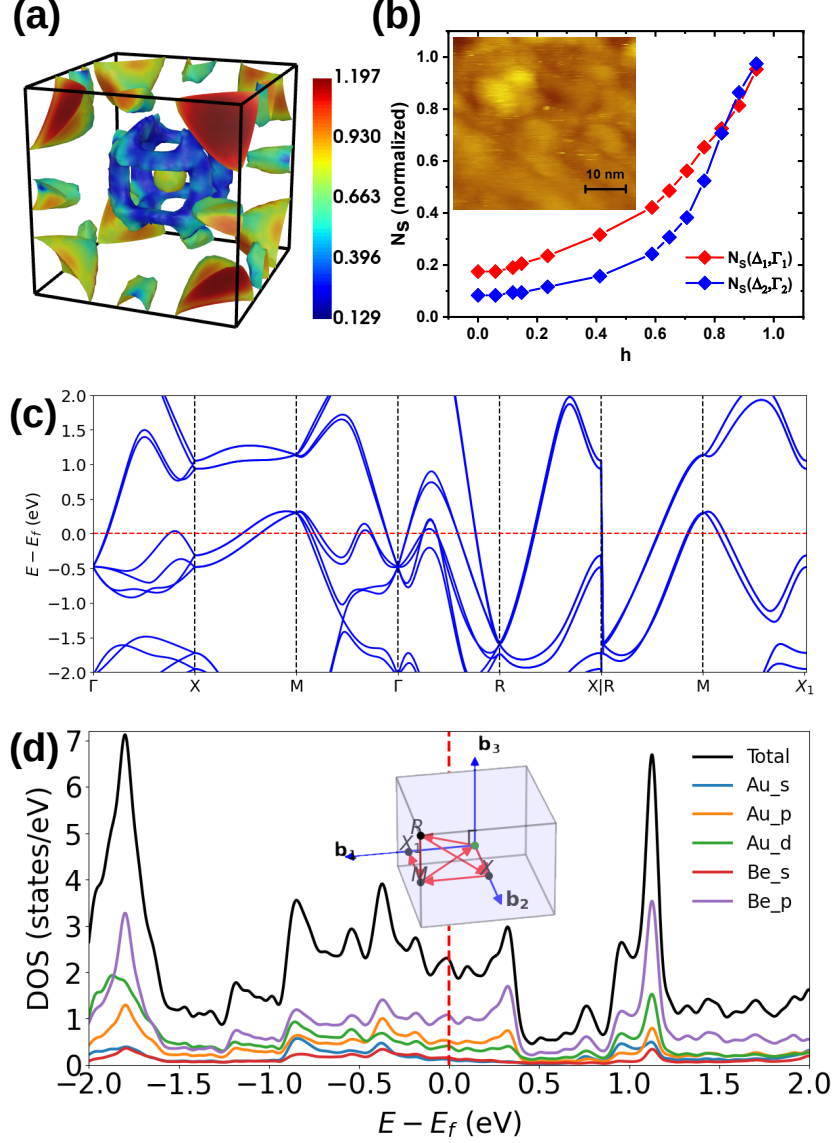 (a)
1.197
0.930
0.663
0.396
0.129
(b)
N_S (normalized)
1.0
0.8
0.6
0.4
0.2
0.0
10 nm
N_S(Δ_1,Γ_1)
N_S(Δ_2,Γ_2)
0.0 0.2 0.4 0.6 0.8 1.0
h
(c)
E − E_f (eV)
2.0
1.5
1.0
0.5
0.0
−0.5
−1.0
−1.5
−2.0
Γ X M Γ R X|R M X_1
(d)
DOS (states/eV)
7
6
5
4
3
2
1
0
b_3
R
Γ
X_1
M
X
b_2
Total
Au_s
Au_p
Au_d
Be_s
Be_p
−2.0 −1.5 −1.0 −0.5 0.0 0.5 1.0 1.5 2.0
E − E_f (eV)